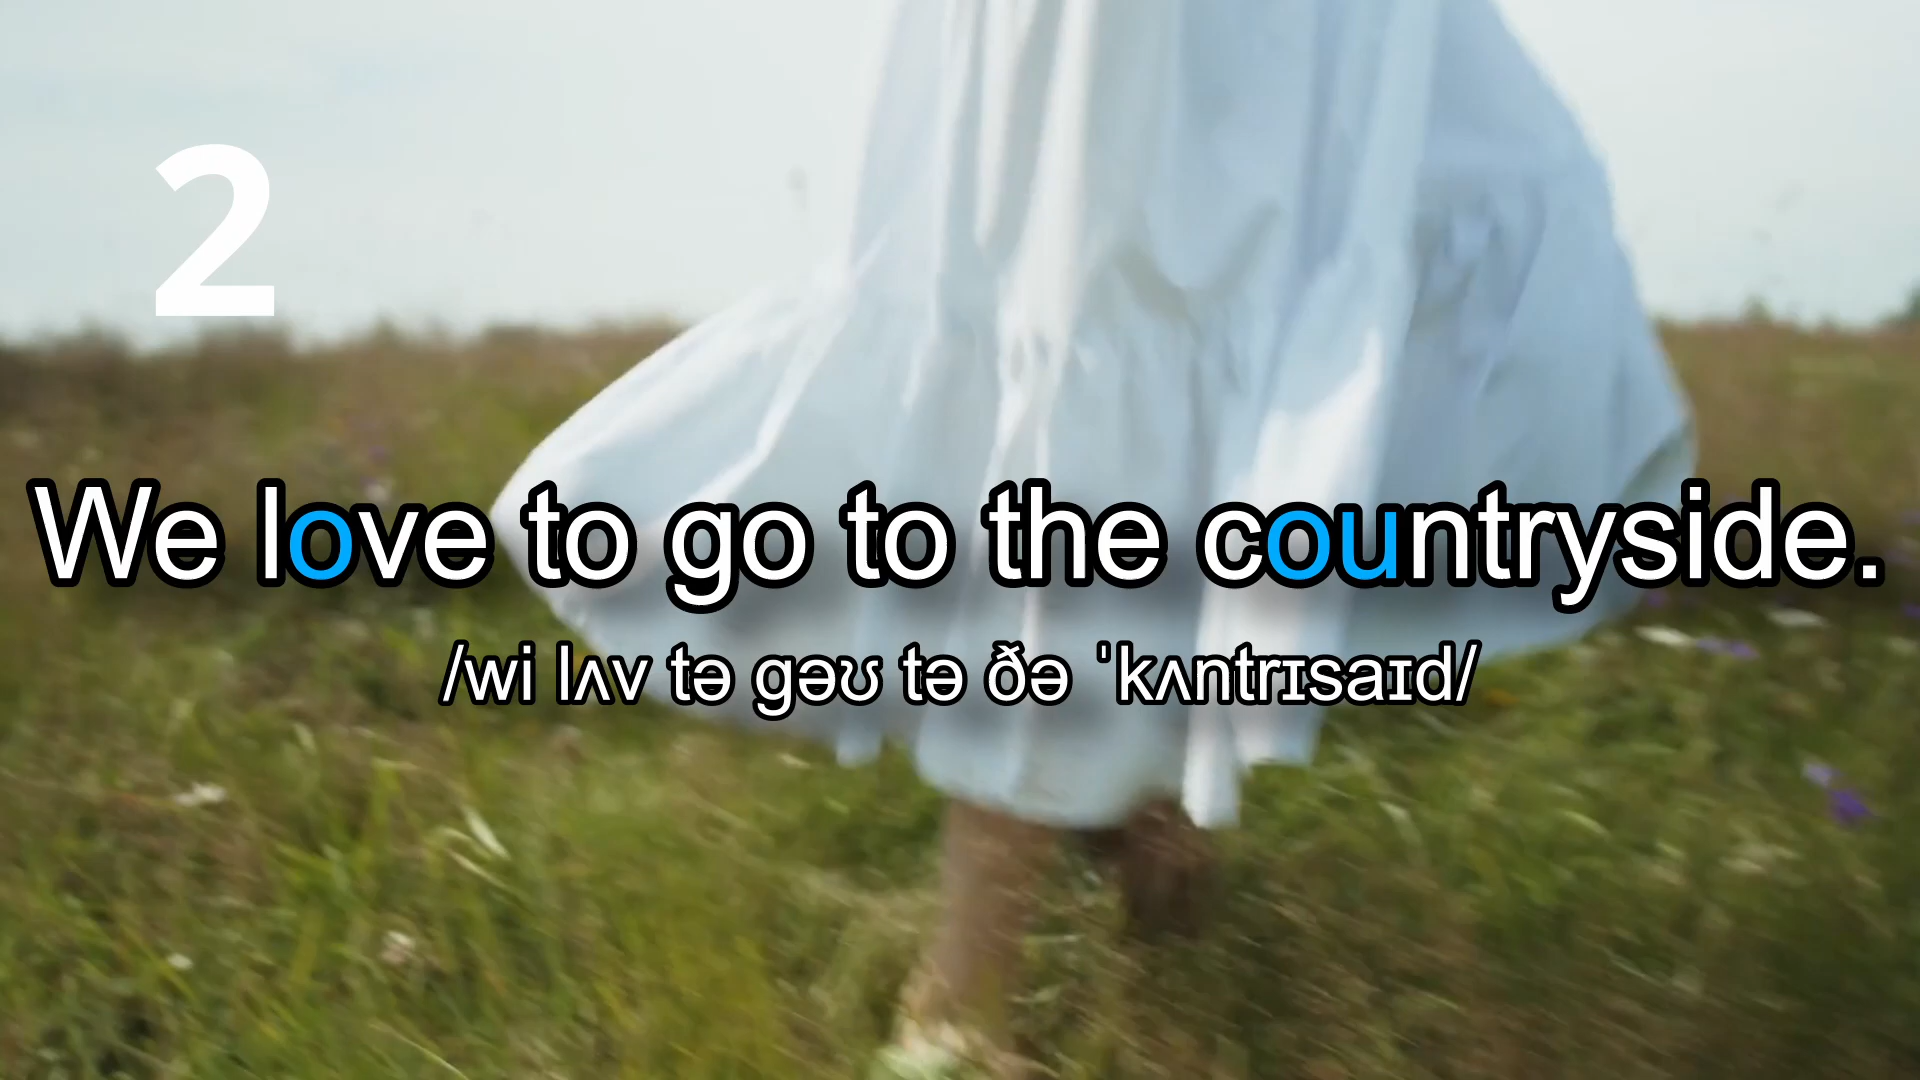 2
We love to go to the countryside.
/wi lʌv tə gəʊ tə ðə ˈkʌntrɪsaɪd/